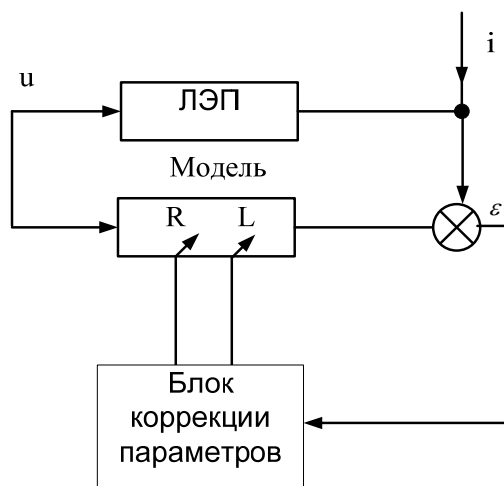 i
u
ЛЭП
Модель
R L
ε
Блок
коррекции
параметров